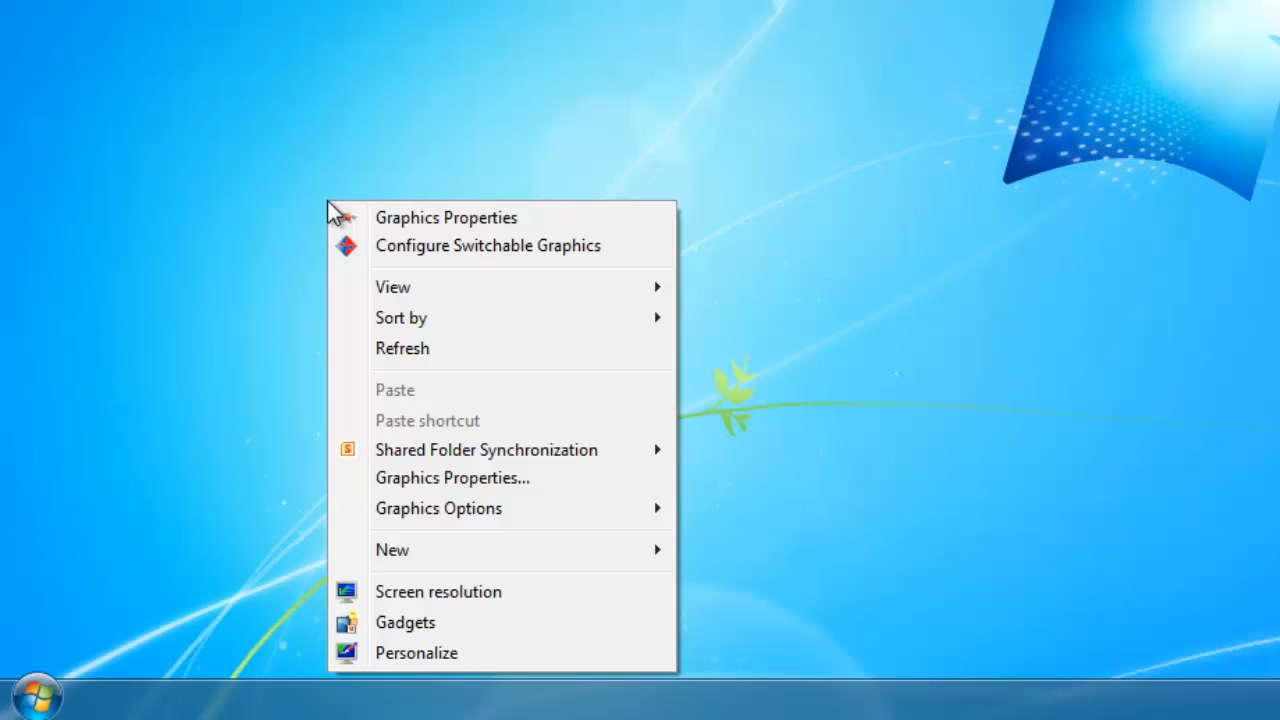 Graphics Properties
Configure Switchable Graphics
View
Sort by
Refresh
Paste
Paste shortcut
S Shared Folder Synchronization
Graphics Properties...
Graphics Options
New
Screen resolution
Gadgets
Personalize